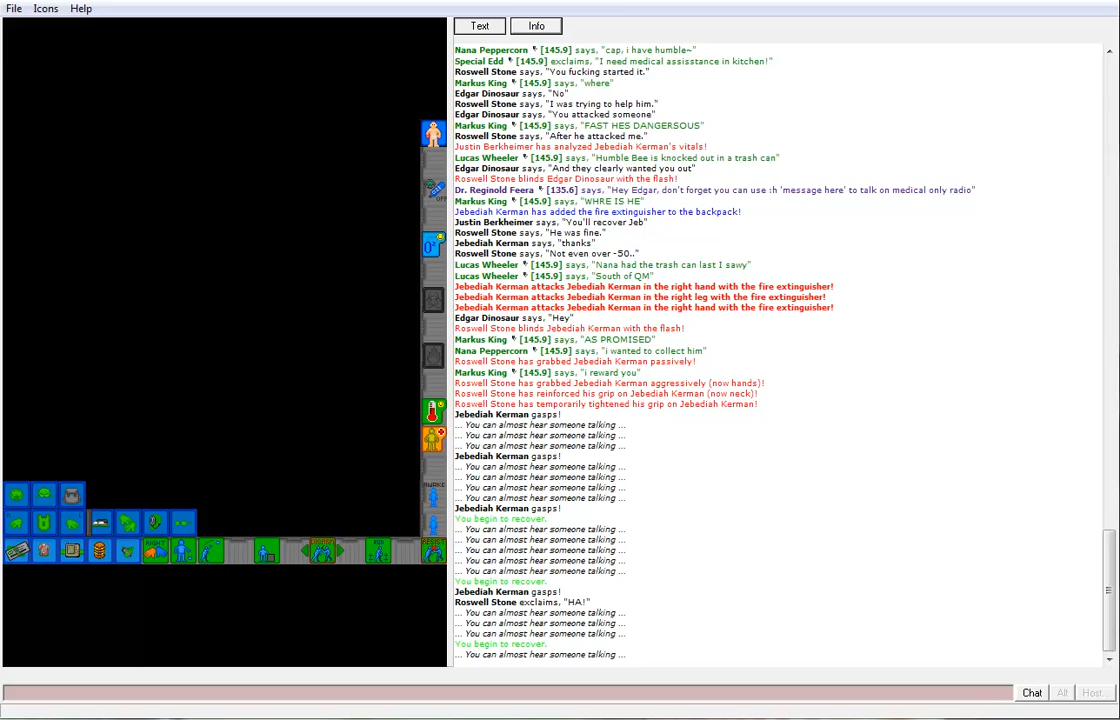 File Icons Help
Text Info
Nana Peppercorn [145.9] says, "cap, i have humble~"
Special Edd [145.9] exclaims, "I need medical assisstance in kitchen!"
Roswell Stone says, "You fucking started it."
Markus King [145.9] says, "where"
Edgar Dinosaur says, "No"
Roswell Stone says, "I was trying to help him."
Edgar Dinosaur says, "You attacked someone"
Markus King [145.9] says, "FAST HES DANGERSOUS"
Roswell Stone says, "After he attacked me."
Justin Berkheimer has analyzed Jebediah Kerman's vitals!
Lucas Wheeler [145.9] says, "Humble Bee is knocked out in a trash can"
Edgar Dinosaur says, "And they clearly wanted you out"
Roswell Stone blinds Edgar Dinosaur with the flash!
Dr. Reginold Feera [135.6] says, "Hey Edgar, don't forget you can use :h 'message here' to talk on medical only radio"
Markus King [145.9] says, "WHRE IS HE"
Jebediah Kerman has added the fire extinguisher to the backpack!
Justin Berkheimer says, "You'll recover Jeb"
Roswell Stone says, "He was fine."
Jebediah Kerman says, "thanks"
Roswell Stone says, "Not even over -50.."
Lucas Wheeler [145.9] says, "Nana had the trash can last I sawy"
Lucas Wheeler [145.9] says, "South of QM"
Jebediah Kerman attacks Jebediah Kerman in the right hand with the fire extinguisher!
Jebediah Kerman attacks Jebediah Kerman in the right leg with the fire extinguisher!
Jebediah Kerman attacks Jebediah Kerman in the right hand with the fire extinguisher!
Edgar Dinosaur says, "Hey"
Roswell Stone blinds Jebediah Kerman with the flash!
Markus King [145.9] says, "AS PROMISED"
Nana Peppercorn [145.9] says, "i wanted to collect him"
Roswell Stone has grabbed Jebediah Kerman passively!
Markus King [145.9] says, "i reward you"
Roswell Stone has grabbed Jebediah Kerman aggressively (now hands)!
Roswell Stone has reinforced his grip on Jebediah Kerman (now neck)!
Roswell Stone has temporarily tightened his grip on Jebediah Kerman!
Jebediah Kerman gasps!
... You can almost hear someone talking ...
... You can almost hear someone talking ...
... You can almost hear someone talking ...
Jebediah Kerman gasps!
... You can almost hear someone talking ...
... You can almost hear someone talking ...
... You can almost hear someone talking ...
... You can almost hear someone talking ...
Jebediah Kerman gasps!
You begin to recover.
... You can almost hear someone talking ...
... You can almost hear someone talking ...
... You can almost hear someone talking ...
... You can almost hear someone talking ...
... You can almost hear someone talking ...
You begin to recover.
Jebediah Kerman gasps!
Roswell Stone exclaims, "HA!"
... You can almost hear someone talking ...
... You can almost hear someone talking ...
... You can almost hear someone talking ...
You begin to recover.
... You can almost hear someone talking ...
OFF
AWAKE
RIGHT
RUN
RESIST
Chat Alt Host...